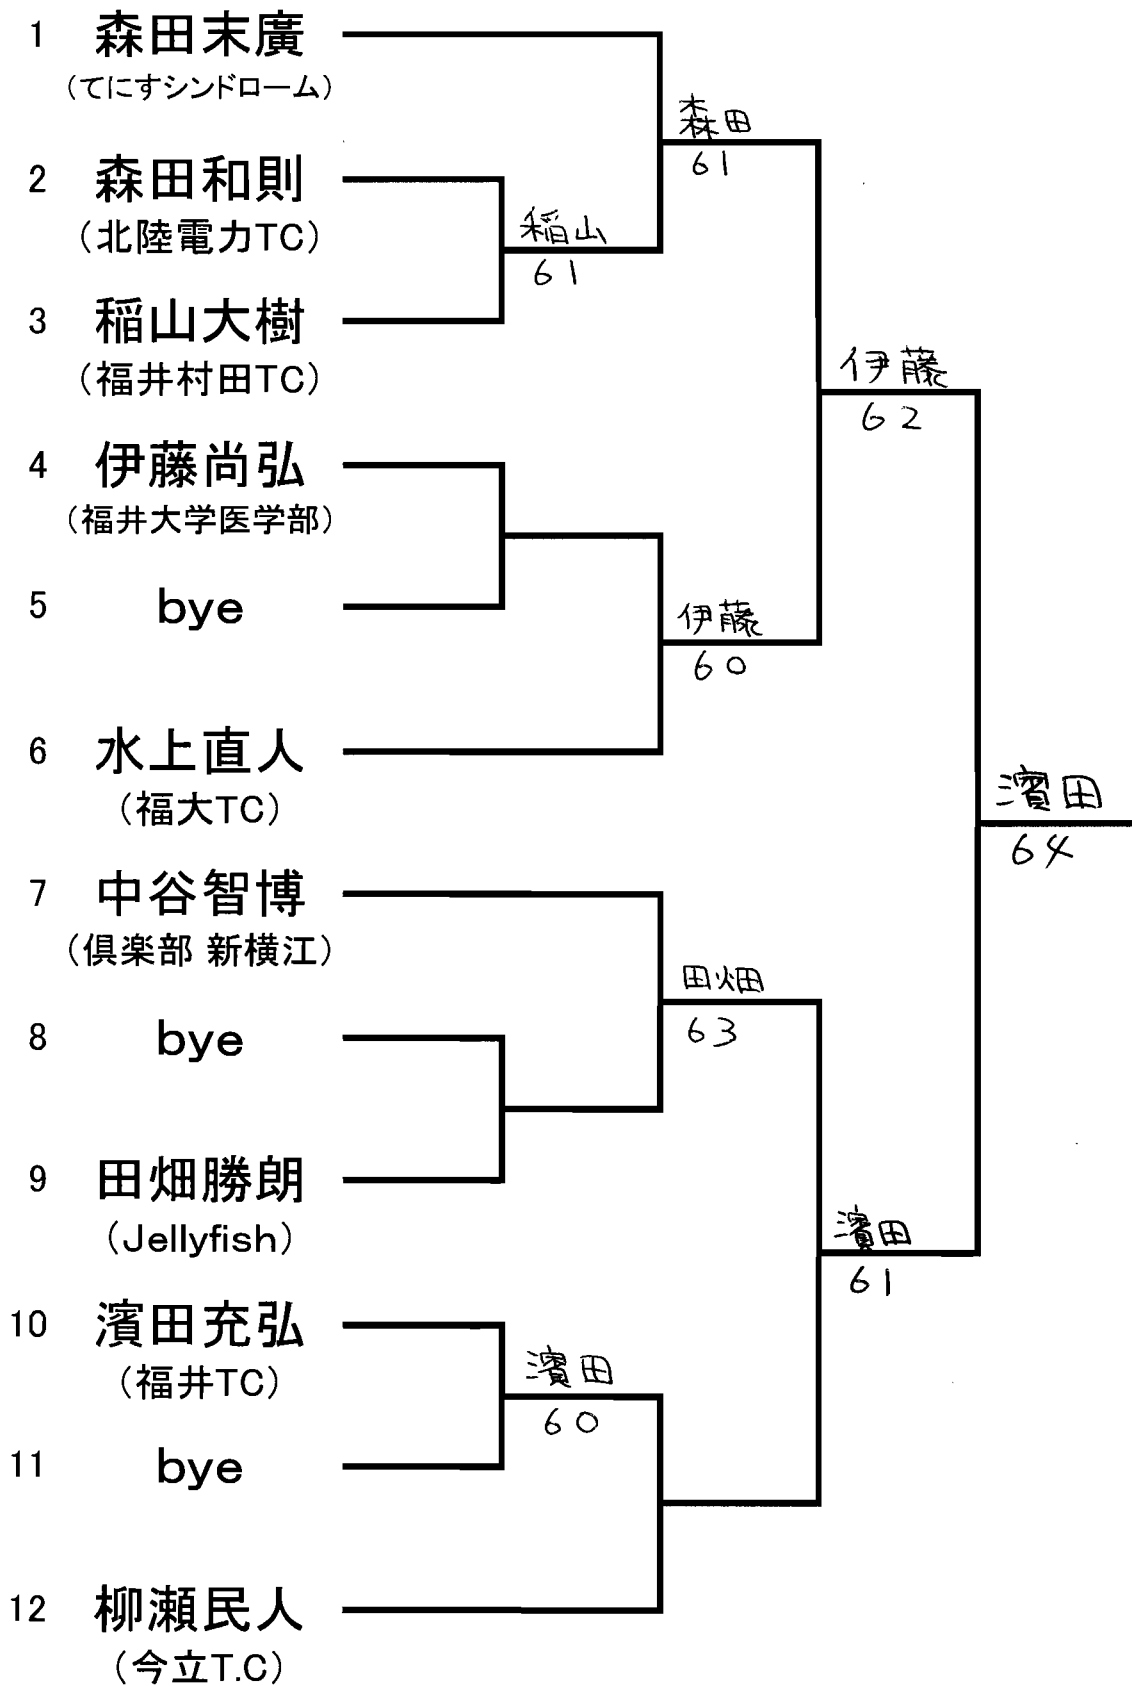 1 森田末廣
(てにすシンドローム)
森田
61
2 森田和則
(北陸電力TC)
稲山
61
3 稲山大樹
(福井村田TC)
伊藤
62
4 伊藤尚弘
(福井大学医学部)
5 bye
伊藤
60
6 水上直人
(福大TC)
濱田
64
7 中谷智博
(倶楽部 新横江)
田畑
63
8 bye
9 田畑勝朗
(Jellyfish)
濱田
61
10 濱田充弘
(福井TC)
濱田
60
11 bye
12 柳瀬民人
(今立T.C)